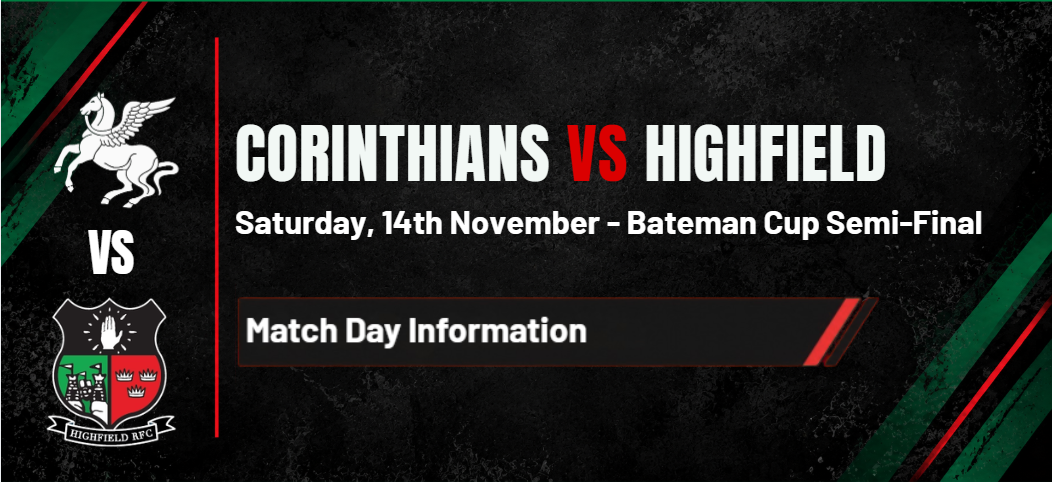 CORINTHIANS VS HIGHFIELD
Saturday, 14th November - Bateman Cup Semi-Final
VS
Match Day Information
HIGHFIELD RFC